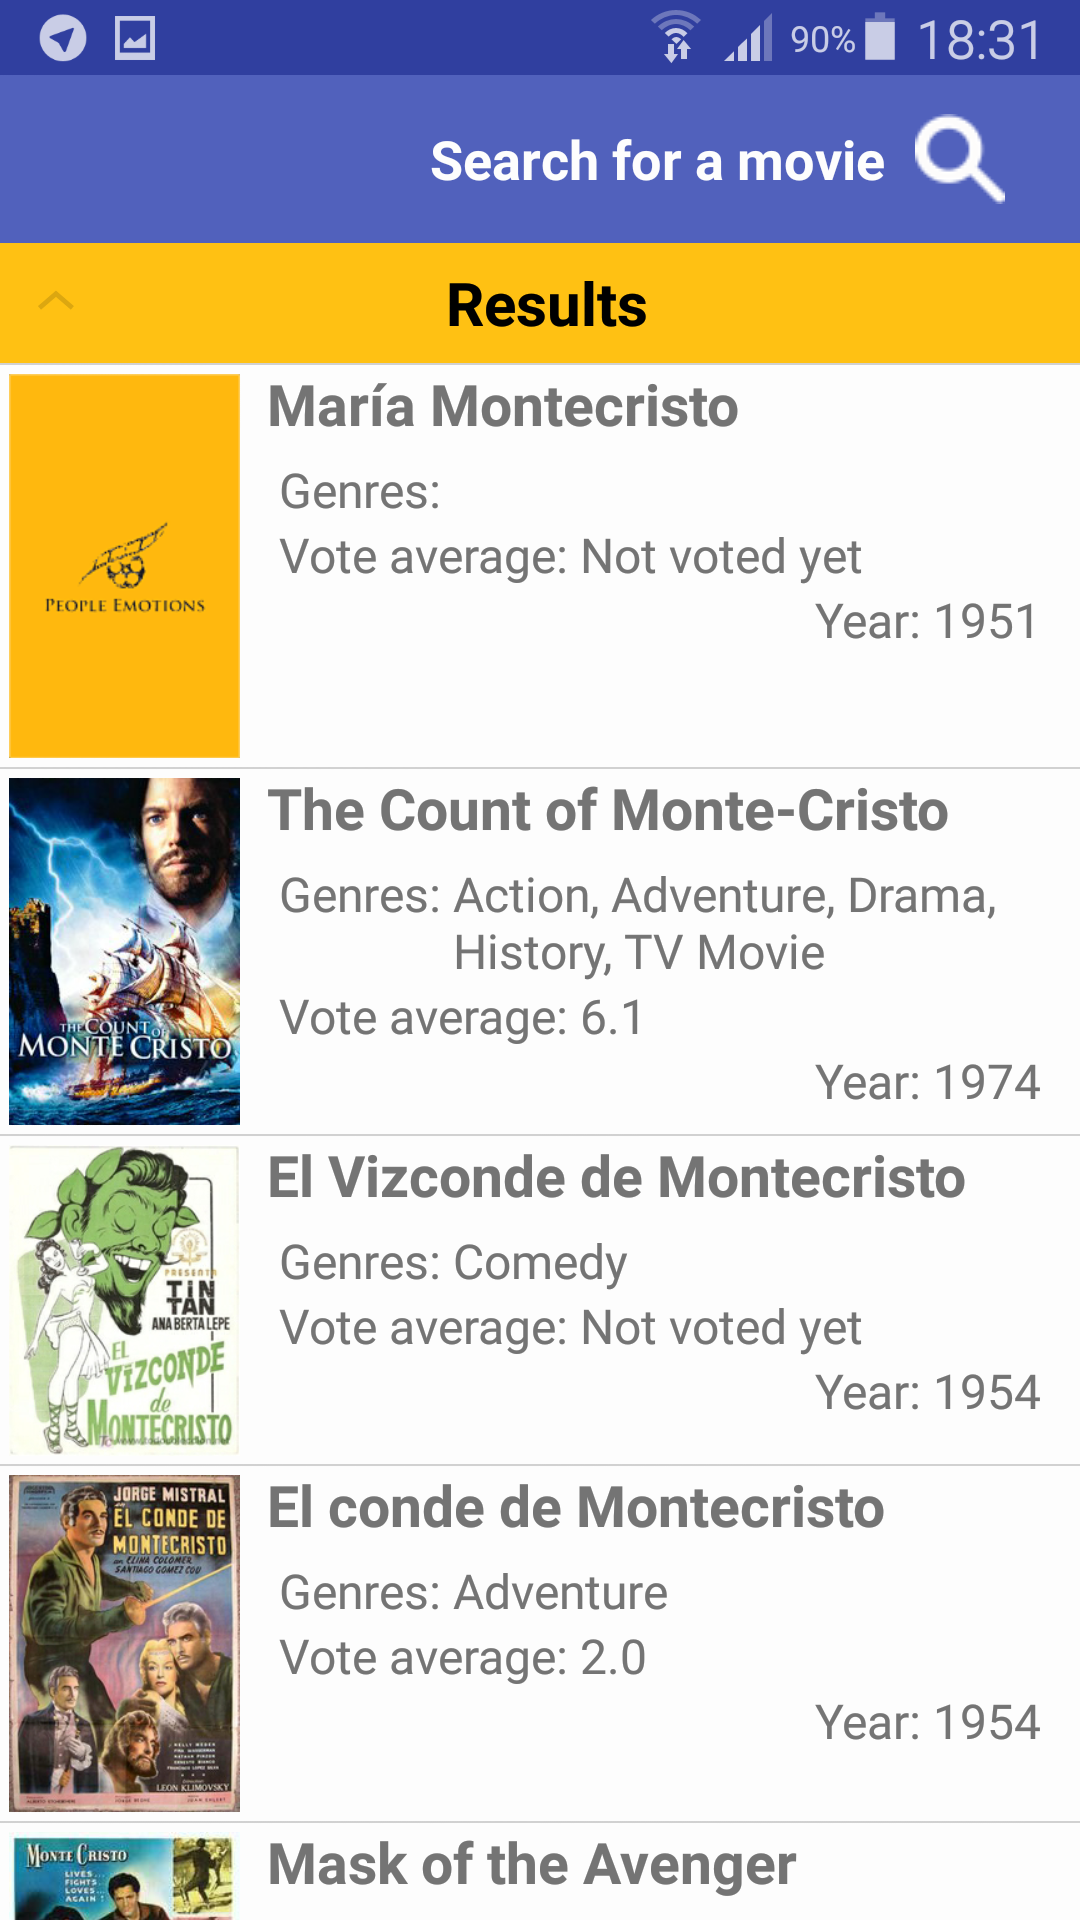 90% 18:31
Search for a movie
Results
María Montecristo
Genres:
Vote average: Not voted yet
Year: 1951
PEOPLE EMOTIONS
The Count of Monte-Cristo
Genres: Action, Adventure, Drama,
History, TV Movie
Vote average: 6.1
Year: 1974
THE COUNT OF
MONTE CRISTO
El Vizconde de Montecristo
Genres: Comedy
Vote average: Not voted yet
Year: 1954
PRESENTA
TIN
TAN
ANA BERTA LEPE
EL
VIZCONDE
de
MONTECRISTO
El conde de Montecristo
Genres: Adventure
Vote average: 2.0
Year: 1954
JORGE MISTRAL
EL CONDE DE
MONTECRISTO
ELINA COLOMER
SANTIAGO GOMEZ COU
LEON KLIMOVSKY
Mask of the Avenger
MONTE CRISTO
LIVES...
FIGHTS..
LOVES...
AGAIN!